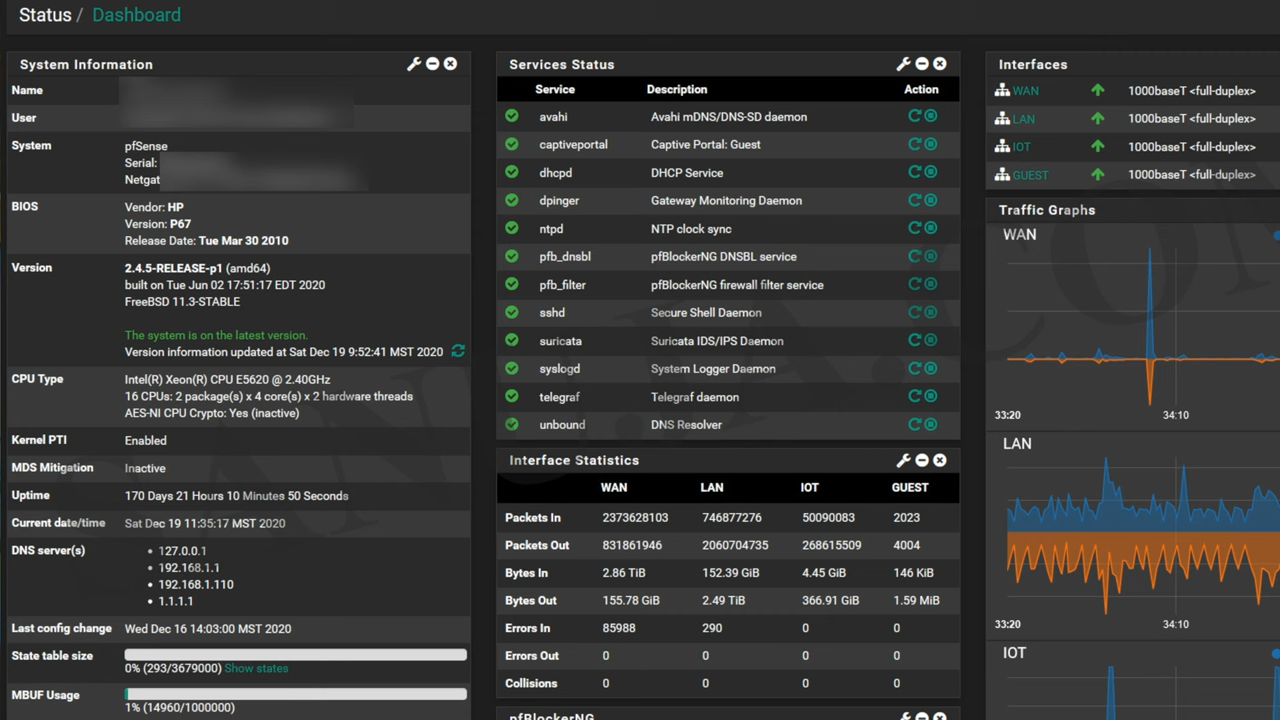 Status / Dashboard
System Information
Name
User
System
pfSense
Serial:
Netgat
BIOS
Vendor: HP
Version: P67
Release Date: Tue Mar 30 2010
Version
2.4.5-RELEASE-p1 (amd64)
built on Tue Jun 02 17:51:17 EDT 2020
FreeBSD 11.3-STABLE
The system is on the latest version.
Version information updated at Sat Dec 19 9:52:41 MST 2020
CPU Type
Intel(R) Xeon(R) CPU E5620 @ 2.40GHz
16 CPUs: 2 package(s) x 4 core(s) x 2 hardware threads
AES-NI CPU Crypto: Yes (inactive)
Kernel PTI Enabled
MDS Mitigation Inactive
Uptime 170 Days 21 Hours 10 Minutes 50 Seconds
Current date/time Sat Dec 19 11:35:17 MST 2020
DNS server(s)
• 127.0.0.1
• 192.168.1.1
• 192.168.1.110
• 1.1.1.1
Last config change Wed Dec 16 14:03:00 MST 2020
State table size
0% (293/3679000) Show states
MBUF Usage
1% (14960/1000000)
Services Status
Service Description Action
avahi Avahi mDNS/DNS-SD daemon
captiveportal Captive Portal: Guest
dhcpd DHCP Service
dpinger Gateway Monitoring Daemon
ntpd NTP clock sync
pfb_dnsbl pfBlockerNG DNSBL service
pfb_filter pfBlockerNG firewall filter service
sshd Secure Shell Daemon
suricata Suricata IDS/IPS Daemon
syslogd System Logger Daemon
telegraf Telegraf daemon
unbound DNS Resolver
Interface Statistics
WAN LAN IOT GUEST
Packets In 2373628103 746877276 50090083 2023
Packets Out 831861946 2060704735 268615509 4004
Bytes In 2.86 TiB 152.39 GiB 4.45 GiB 146 KiB
Bytes Out 155.78 GiB 2.49 TiB 366.91 GiB 1.59 MiB
Errors In 85988 290 0 0
Errors Out 0 0 0 0
Collisions 0 0 0 0
pfBlockerNG
Interfaces
WAN 1000baseT <full-duplex>
LAN 1000baseT <full-duplex>
IOT 1000baseT <full-duplex>
GUEST 1000baseT <full-duplex>
Traffic Graphs
WAN
33:20 34:10
LAN
33:20 34:10
IOT